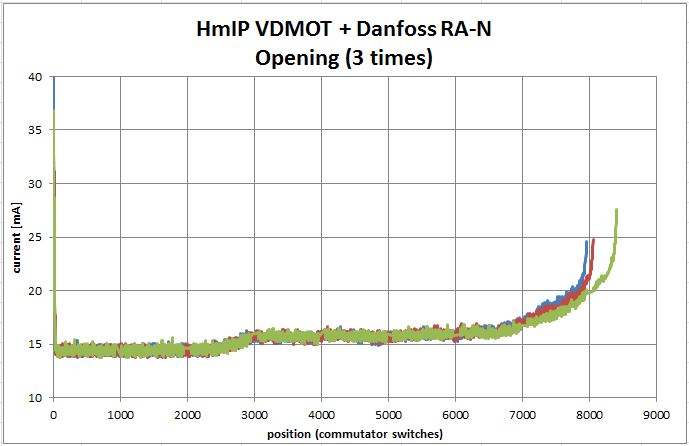 HmIP VDMOT + Danfoss RA-N
Opening (3 times)
40
35
30
25
20
15
10
current [mA]
0 1000 2000 3000 4000 5000 6000 7000 8000 9000
position (commutator switches)